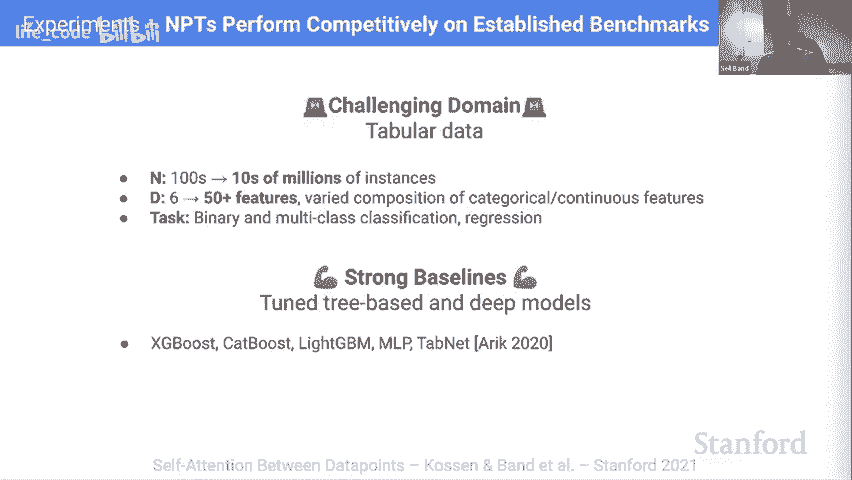 Experiments - NPTs Perform Competitively on Established Benchmarks
life_code bilibili
Neil Band
Challenging Domain
Tabular data
● N: 100s → 10s of millions of instances
● D: 6 → 50+ features, varied composition of categorical/continuous features
● Task: Binary and multi-class classification, regression
💪 Strong Baselines 💪
Tuned tree-based and deep models
● XGBoost, CatBoost, LightGBM, MLP, TabNet [Arik 2020]
Stanford
Self-Attention Between Datapoints – Kossen & Band et al. – Stanford 2021